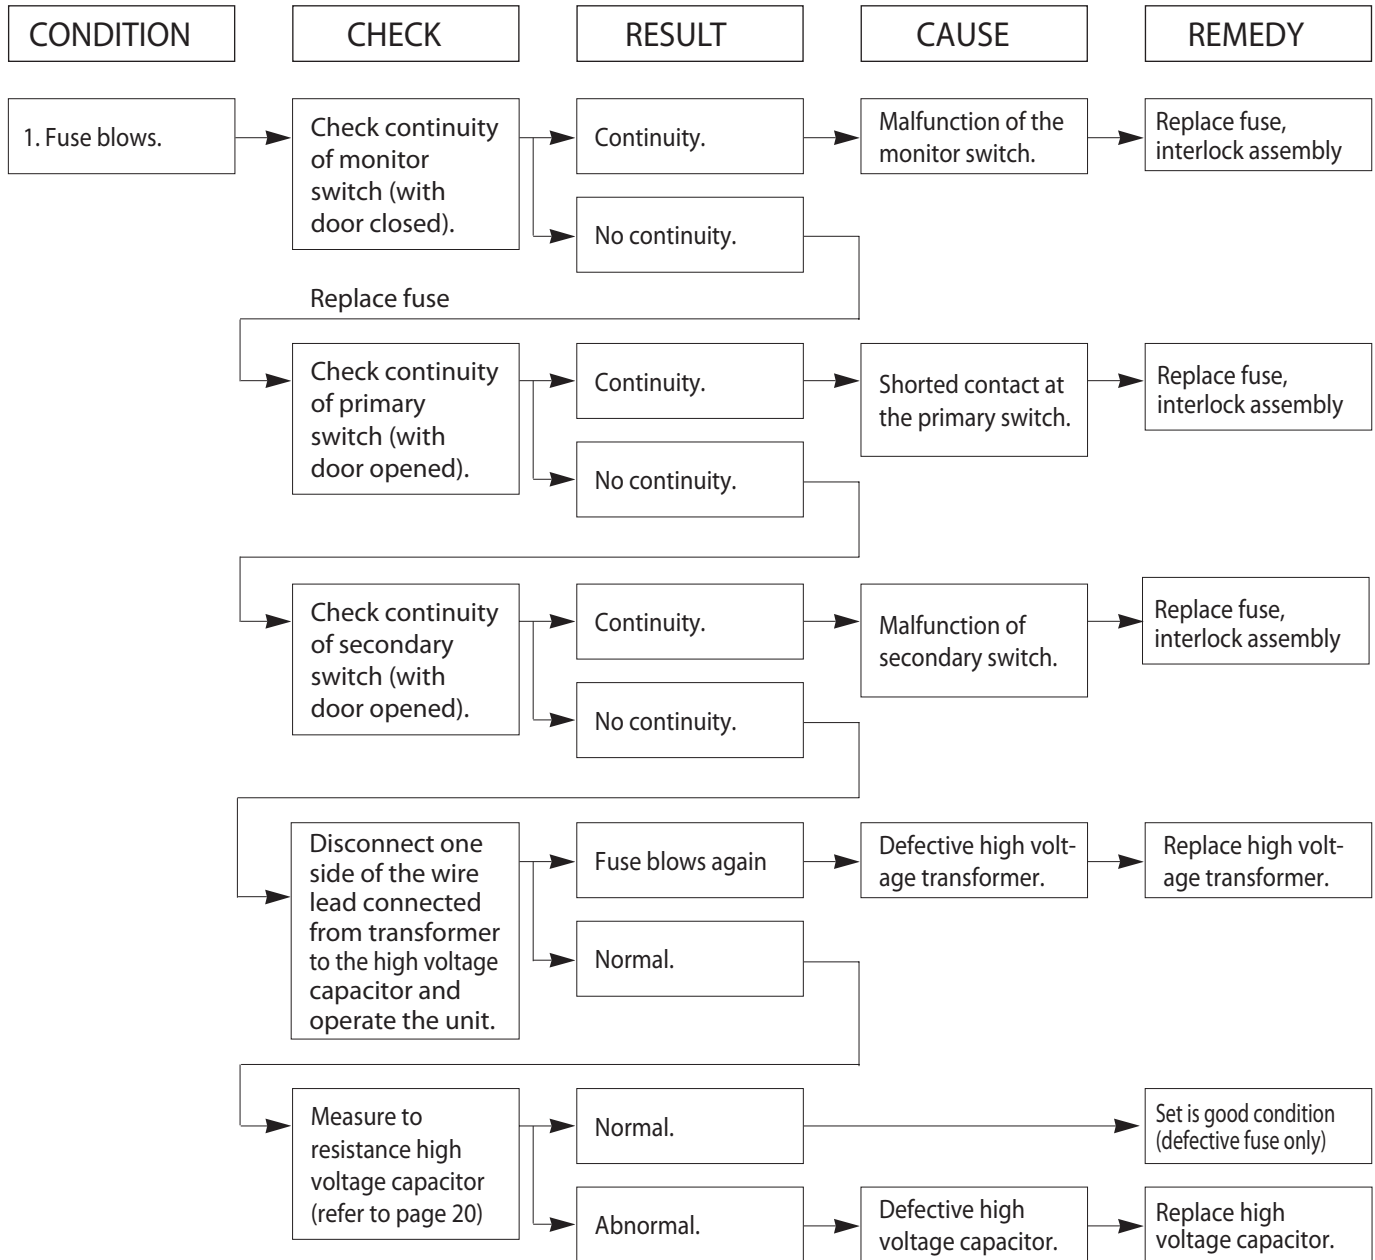 CONDITION
CHECK
RESULT
CAUSE
REMEDY
1. Fuse blows.
Check continuity
of monitor
switch (with
door closed).
Continuity.
Malfunction of the
monitor switch.
Replace fuse,
interlock assembly
No continuity.
Replace fuse
Check continuity
of primary
switch (with
door opened).
Continuity.
Shorted contact at
the primary switch.
Replace fuse,
interlock assembly
No continuity.
Check continuity
of secondary
switch (with
door opened).
Continuity.
Malfunction of
secondary switch.
Replace fuse,
interlock assembly
No continuity.
Disconnect one
side of the wire
lead connected
from transformer
to the high voltage
capacitor and
operate the unit.
Fuse blows again
Defective high volt-
age transformer.
Replace high volt-
age transformer.
Normal.
Measure to
resistance high
voltage capacitor
(refer to page 20)
Normal.
Set is good condition
(defective fuse only)
Abnormal.
Defective high
voltage capacitor.
Replace high
voltage capacitor.